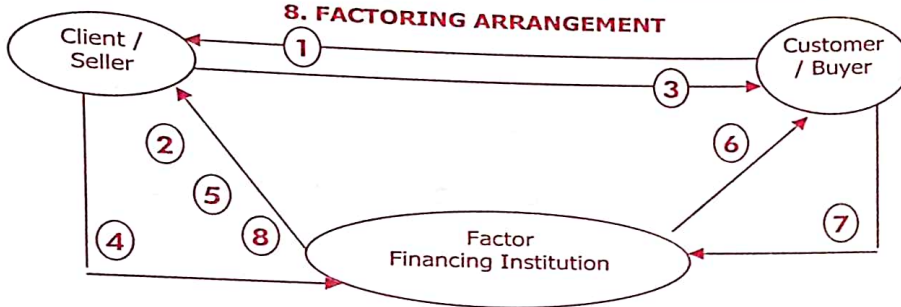 8. FACTORING ARRANGEMENT
Client /
Seller
1
Customer
/ Buyer
3
2
6
5
4
8
Factor
Financing Institution
7